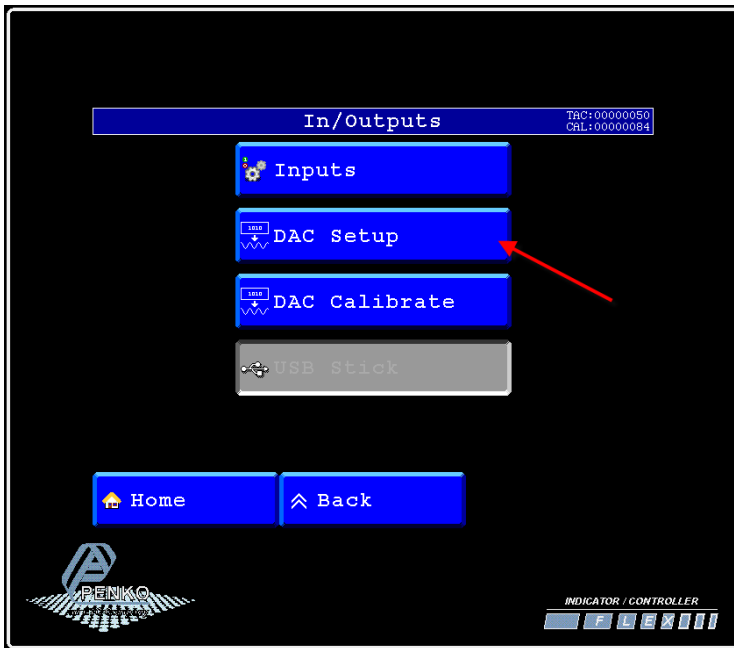 In/Outputs
TAC:00000050
CAL:00000084
Inputs
1010
DAC Setup
1010
DAC Calibrate
USB Stick
Home
Back
PENKO
INDICATOR / CONTROLLER
FLEX